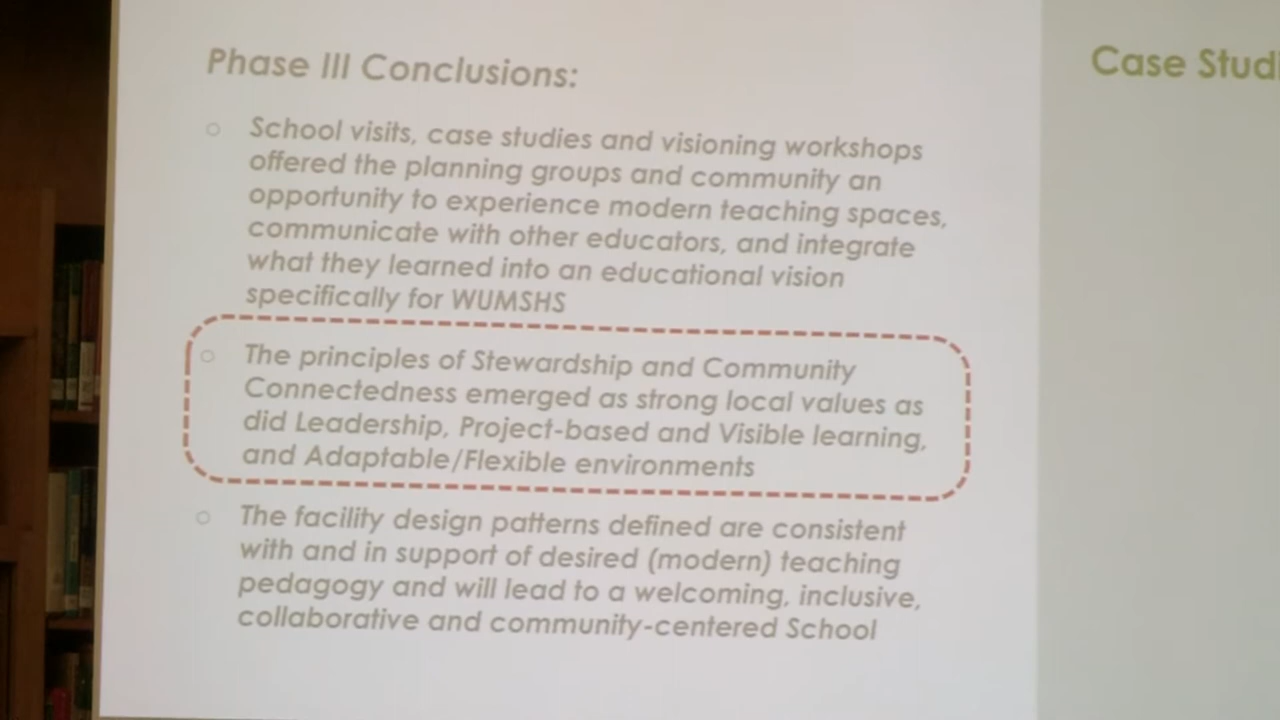 Phase III Conclusions:
School visits, case studies and visioning workshops
offered the planning groups and community an
opportunity to experience modern teaching spaces,
communicate with other educators, and integrate
what they learned into an educational vision
specifically for WUMSHS
The principles of Stewardship and Community
Connectedness emerged as strong local values as
did Leadership, Project-based and Visible learning,
and Adaptable/Flexible environments
The facility design patterns defined are consistent
with and in support of desired (modern) teaching
pedagogy and will lead to a welcoming, inclusive,
collaborative and community-centered School
Case Studi